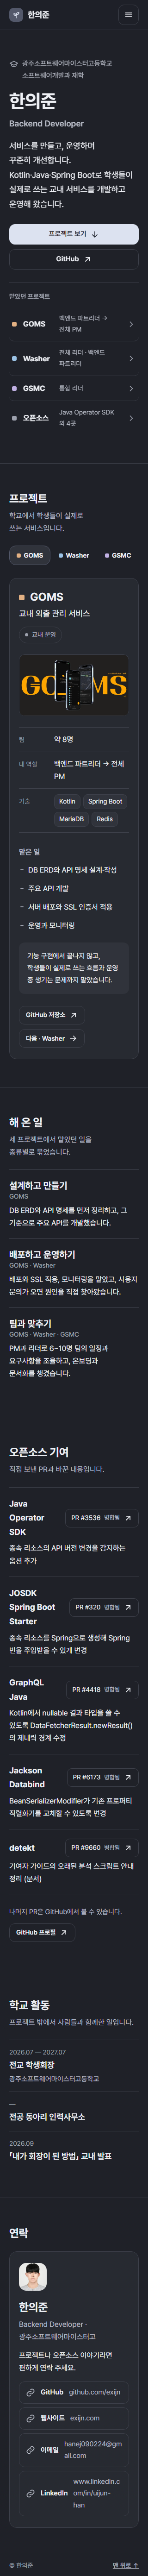 한의준
광주소프트웨어마이스터고등학교
소프트웨어개발과 재학
한의준
Backend Developer
서비스를 만들고, 운영하며
꾸준히 개선합니다.
Kotlin·Java·Spring Boot로 학생들이
실제로 쓰는 교내 서비스를 개발하고
운영해 왔습니다.
프로젝트 보기 ↓
GitHub ↗
맡았던 프로젝트
GOMS 백엔드 파트리더 →
전체 PM
Washer 전체 리더 · 백엔드
파트리더
GSMC 통합 리더
오픈소스 Java Operator SDK
외 4곳
프로젝트
학교에서 학생들이 실제로
쓰는 서비스입니다.
GOMS Washer GSMC
GOMS
교내 외출 관리 서비스
교내 운영
GOMS
팀 약 8명
내 역할 백엔드 파트리더 → 전체
PM
기술 Kotlin Spring Boot
MariaDB Redis
맡은 일
- DB ERD와 API 명세 설계·작성
- 주요 API 개발
- 서버 배포와 SSL 인증서 적용
- 운영과 모니터링
기능 구현에서 끝나지 않고,
학생들이 실제로 쓰는 흐름과 운영
중 생기는 문제까지 맡았습니다.
GitHub 저장소 ↗
다음 · Washer →
해 온 일
세 프로젝트에서 맡았던 일을
종류별로 묶었습니다.
설계하고 만들기
GOMS
DB ERD와 API 명세를 먼저 정리하고, 그
기준으로 주요 API를 개발했습니다.
배포하고 운영하기
GOMS · Washer
배포와 SSL 적용, 모니터링을 맡았고, 사용자
문의가 오면 원인을 직접 찾아봤습니다.
팀과 맞추기
GOMS · Washer · GSMC
PM과 리더로 6–10명 팀의 일정과
요구사항을 조율하고, 온보딩과
문서화를 챙겼습니다.
오픈소스 기여
직접 보낸 PR과 바꾼 내용입니다.
Java
Operator
SDK
PR #3536 병합됨 ↗
종속 리소스의 API 버전 변경을 감지하는
옵션 추가
JOSDK
Spring Boot
Starter
PR #320 병합됨 ↗
종속 리소스를 Spring으로 생성해 Spring
빈을 주입받을 수 있게 변경
GraphQL
Java
PR #4418 병합됨 ↗
Kotlin에서 nullable 결과 타입을 쓸 수
있도록 DataFetcherResult.newResult()
의 제네릭 경계 수정
Jackson
Databind
PR #6173 병합됨 ↗
BeanSerializerModifier가 기존 프로퍼티
직렬화기를 교체할 수 있도록 변경
detekt
PR #9660 병합됨 ↗
기여자 가이드의 오래된 분석 스크립트 안내
정리 (문서)
나머지 PR은 GitHub에서 볼 수 있습니다.
GitHub 프로필 ↗
학교 활동
프로젝트 밖에서 사람들과 함께한 일입니다.
2026.07 — 2027.07
전교 학생회장
광주소프트웨어마이스터고등학교
—
전공 동아리 인력사무소
2026.09
「내가 회장이 된 방법」 교내 발표
연락
한의준
Backend Developer ·
광주소프트웨어마이스터고
프로젝트나 오픈소스 이야기라면
편하게 연락 주세요.
GitHub github.com/exijn
웹사이트 exijn.com
이메일 hanej090224@gm
ail.com
LinkedIn www.linkedin.c
om/in/uijun-
han
© 한의준 맨 위로 ↑